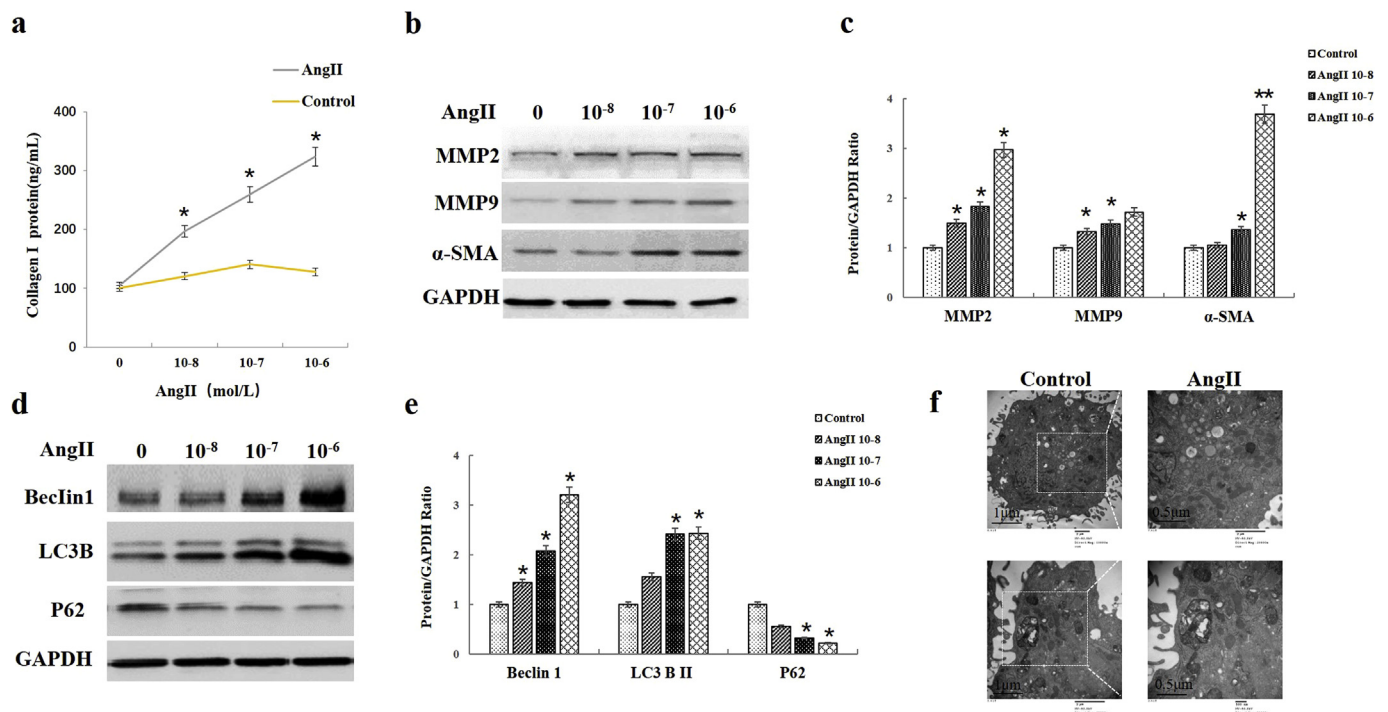 a
AngII
Control
400
300
200
100
0
Collagen I protein(ng/mL)
*
*
*
0
10-8
10-7
10-6
AngII (mol/L)
b
AngII 0 10-8 10-7 10-6
MMP2
MMP9
α-SMA
GAPDH
c
Control
AngII 10-8
AngII 10-7
AngII 10-6
Protein/GAPDH Ratio
4
3
2
1
0
* * *
* *
* **
MMP2 MMP9 α-SMA
d
AngII 0 10-8 10-7 10-6
BecIin1
LC3B
P62
GAPDH
e
Control
AngII 10-8
AngII 10-7
AngII 10-6
Protein/GAPDH Ratio
4
3
2
1
0
* * *
* *
* *
Beclin 1 LC3 B II P62
f
Control AngII
1μm 0.5μm
1μm 0.5μm